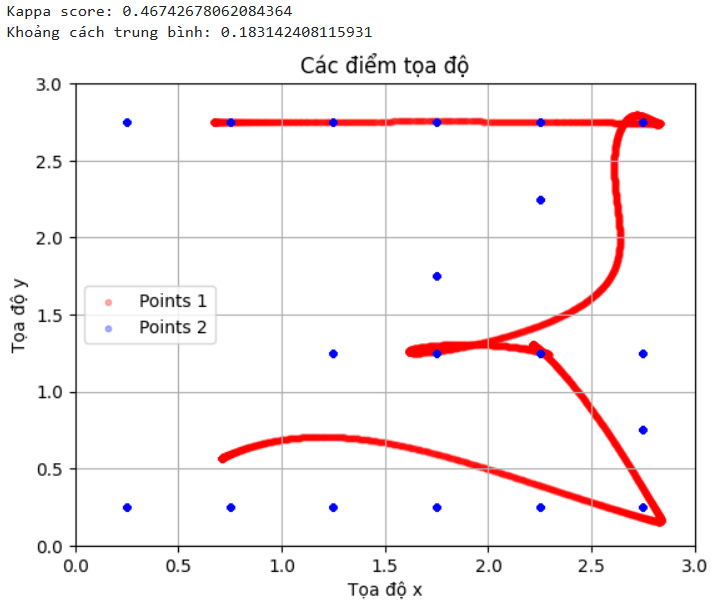 Kappa score: 0.46742678062084364
Khoảng cách trung bình: 0.183142408115931
Các điểm tọa độ
3.0
2.5
2.0
1.5
1.0
0.5
0.0
Tọa độ y
Points 1
Points 2
0.0 0.5 1.0 1.5 2.0 2.5 3.0
Tọa độ x